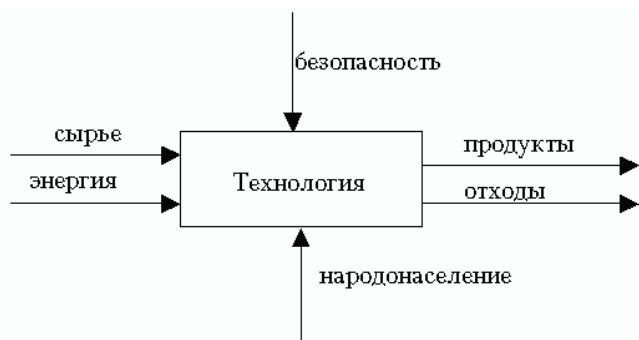 безопасность
сырье
продукты
энергия
Технология
отходы
народонаселение